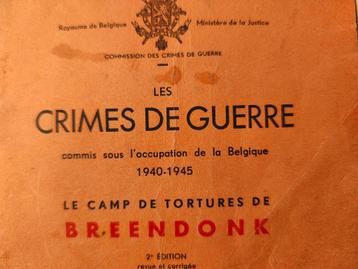 Royaume de Belgique Ministère de la Justice
COMMISSION DES CRIMES DE GUERRE
LES
CRIMES DE GUERRE
commis sous l'occupation de la Belgique
1940-1945
LE CAMP DE TORTURES DE
BREENDONK
2e ÉDITION
revue et corrigée